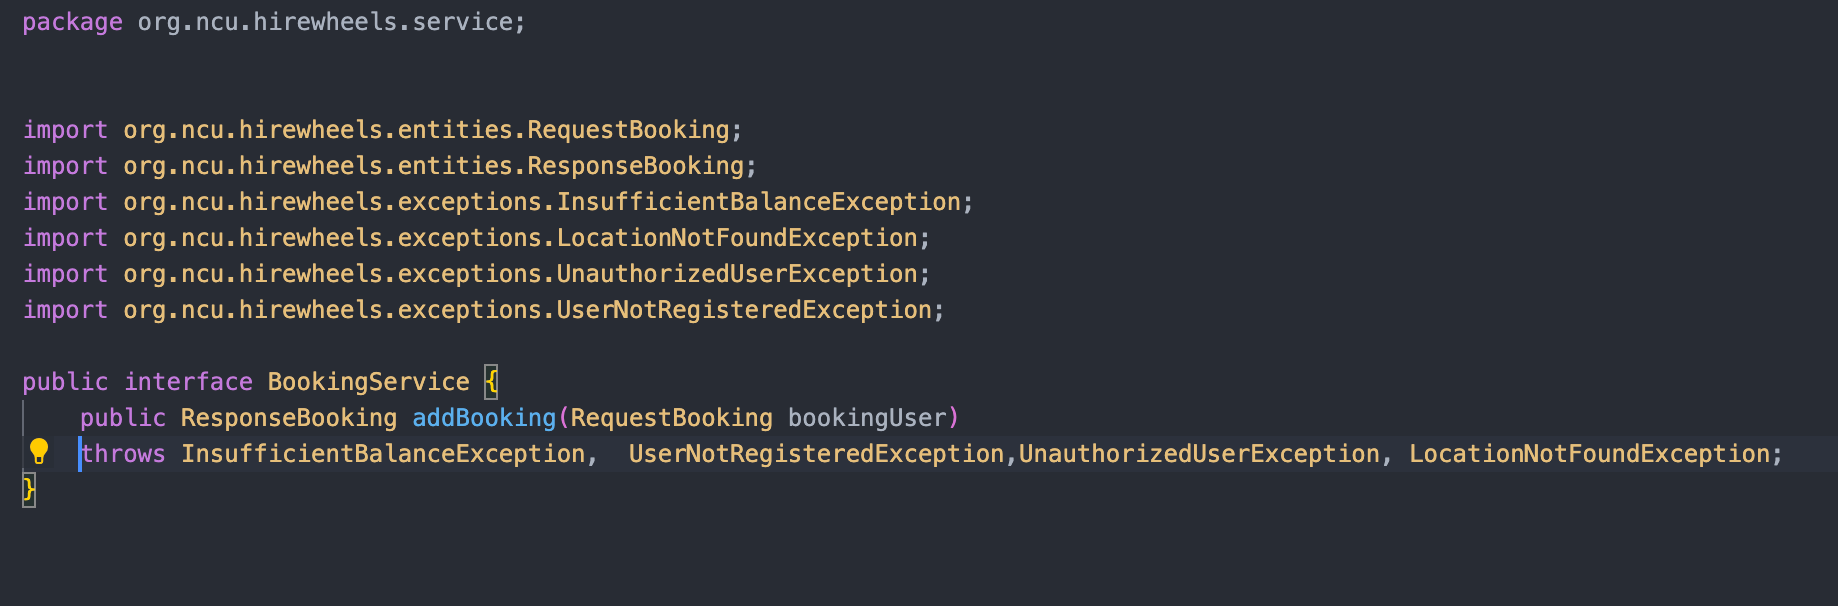 package org.ncu.hirewheels.service;
import org.ncu.hirewheels.entities.RequestBooking;
import org.ncu.hirewheels.entities.ResponseBooking;
import org.ncu.hirewheels.exceptions.InsufficientBalanceException;
import org.ncu.hirewheels.exceptions.LocationNotFoundException;
import org.ncu.hirewheels.exceptions.UnauthorizedUserException;
import org.ncu.hirewheels.exceptions.UserNotRegisteredException;
public interface BookingService {
    public ResponseBooking addBooking(RequestBooking bookingUser)
    throws InsufficientBalanceException,  UserNotRegisteredException,UnauthorizedUserException, LocationNotFoundException;
}